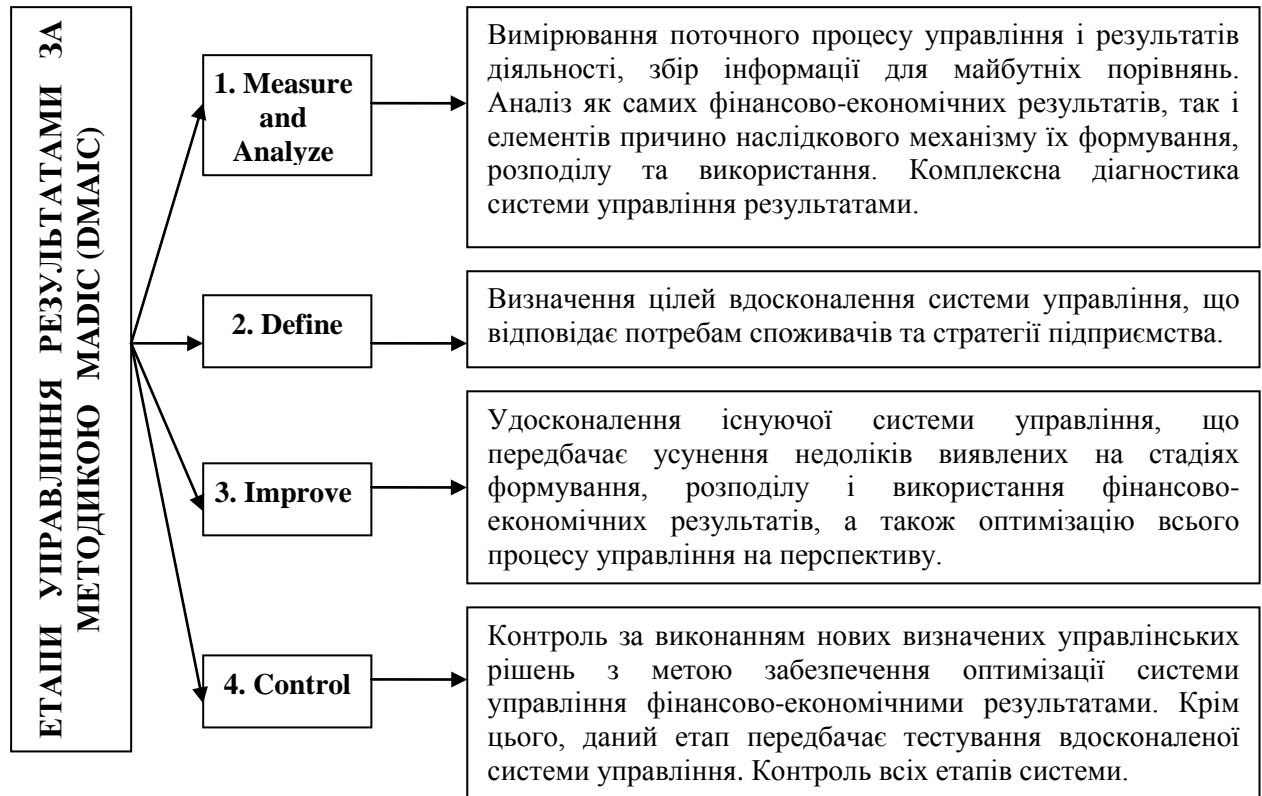 ЕТАПИ УПРАВЛІННЯ РЕЗУЛЬТАТАМИ ЗА
МЕТОДИКОЮ MADIC (DMAIC)
1. Measure
and
Analyze
Вимірювання поточного процесу управління і результатів
діяльності, збір інформації для майбутніх порівнянь.
Аналіз як самих фінансово-економічних результатів, так і
елементів причино наслідкового механізму їх формування,
розподілу та використання. Комплексна діагностика
системи управління результатами.
2. Define
Визначення цілей вдосконалення системи управління, що
відповідає потребам споживачів та стратегії підприємства.
3. Improve
Удосконалення існуючої системи управління, що
передбачає усунення недоліків виявлених на стадіях
формування, розподілу і використання фінансово-
економічних результатів, а також оптимізацію всього
процесу управління на перспективу.
4. Control
Контроль за виконанням нових визначених управлінських
рішень з метою забезпечення оптимізації системи
управління фінансово-економічними результатами. Крім
цього, даний етап передбачає тестування вдосконаленої
системи управління. Контроль всіх етапів системи.